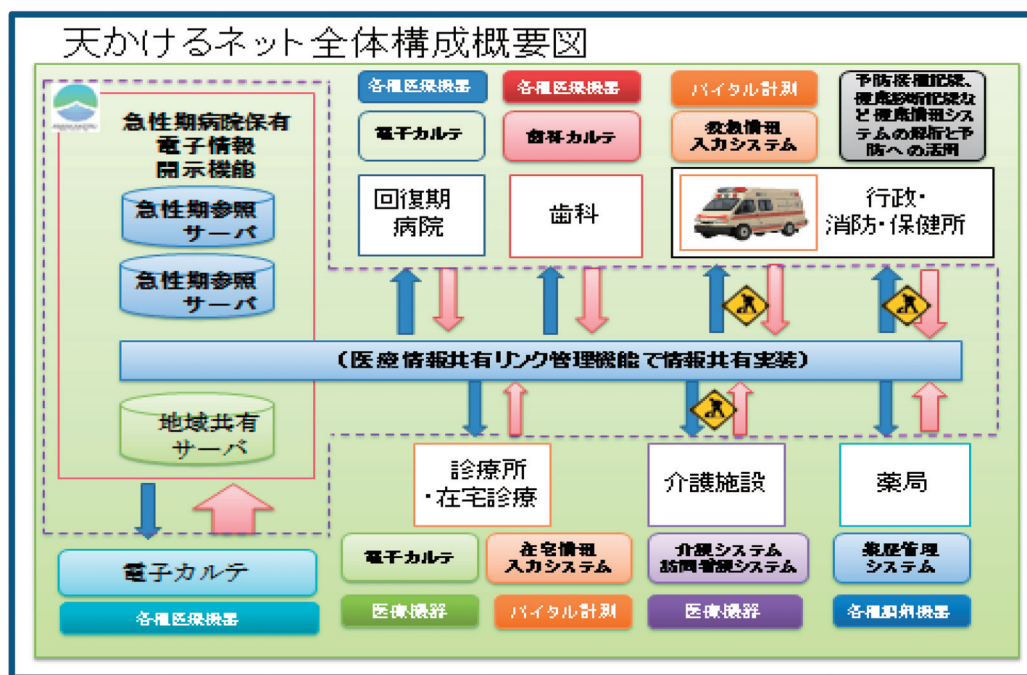 天かけるネット全体構成概要図
急性期病院保有
電子情報
開示機能
急性期参照
サーバ
急性期参照
サーバ
地域共有
サーバ
電子カルテ
各種医療機器
各種医療機器
電子カルテ
回復期
病院
各種医療機器
歯科カルテ
歯科
バイタル計測
救急情報
入力システム
予防接種記録、
健康診断記録な
ど健康情報シス
テムの解析と予
防への活用
行政・
消防・保健所
(医療情報共有リンク管理機能で情報共有実装)
診療所
・在宅診療
電子カルテ
医療機器
在宅情報
入力システム
バイタル計測
介護施設
介護システム
訪問看護システム
医療機器
薬局
薬歴管理
システム
各種調剤機器